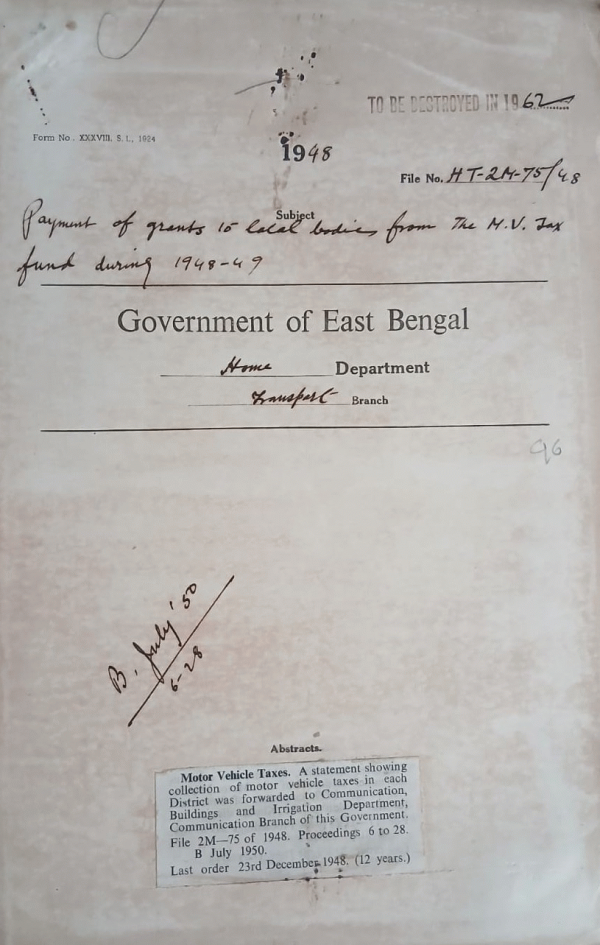 TO BE DESTROYED IN 1962
Form No. XXXVIII, S. I., 1924
1948
File No. HT-2M-75/48
Subject
Payment of grants to local bodies from the M.V. Tax
fund during 1948-49
Government of East Bengal
Home Department
Transport Branch
96
B. July '50
6-28
Abstracts.
Motor Vehicle Taxes. A statement showing
collection of motor vehicle taxes in each
District was forwarded to Communication,
Buildings and Irrigation Department,
Communication Branch of this Government.
File 2M—75 of 1948. Proceedings 6 to 28.
B July 1950.
Last order 23rd December 1948. (12 years.)